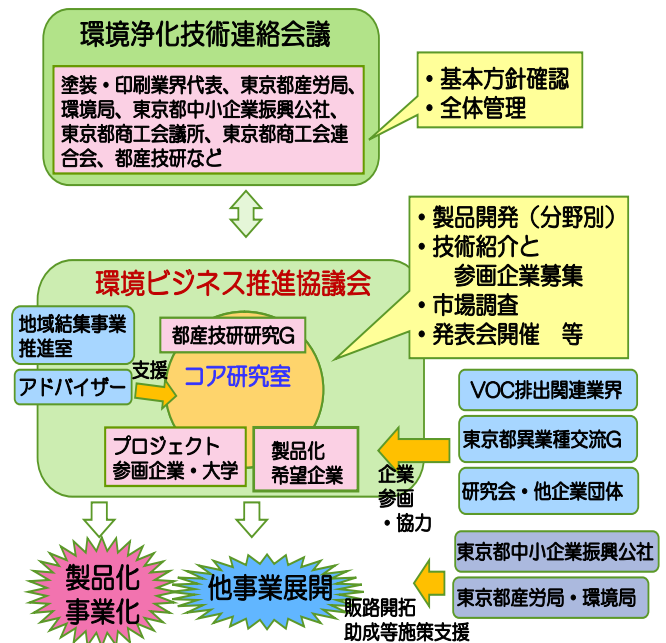 環境浄化技術連絡会議
塗装・印刷業界代表、東京都産労局、
環境局、東京都中小企業振興公社、
東京都商工会議所、東京都商工会連
合会、都産技研など
・基本方針確認
・全体管理
環境ビジネス推進協議会
・製品開発（分野別）
・技術紹介と
参画企業募集
・市場調査
・発表会開催　等
地域結集事業
推進室
アドバイザー
支援
都産技研研究G
コア研究室
プロジェクト
参画企業・大学
製品化
希望企業
企業
参画
・協力
VOC排出関連業界
東京都異業種交流G
研究会・他企業団体
製品化
事業化
他事業展開
販路開拓
助成等施策支援
東京都中小企業振興公社
東京都産労局・環境局